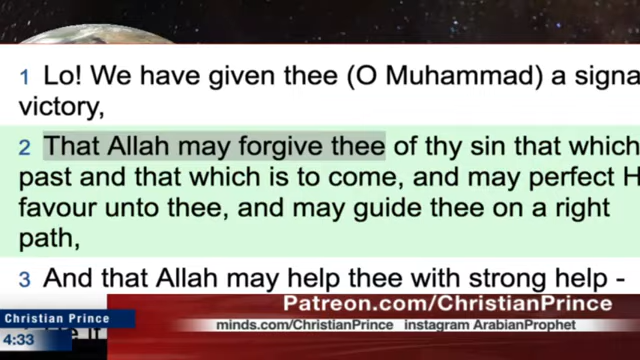 1 Lo! We have given thee (O Muhammad) a signa
victory,
2 That Allah may forgive thee of thy sin that which
past and that which is to come, and may perfect H
favour unto thee, and may guide thee on a right
path,
3 And that Allah may help thee with strong help -
Patreon.com/ChristianPrince
Christian Prince
minds.com/ChristianPrince instagram ArabianProphet
4:33